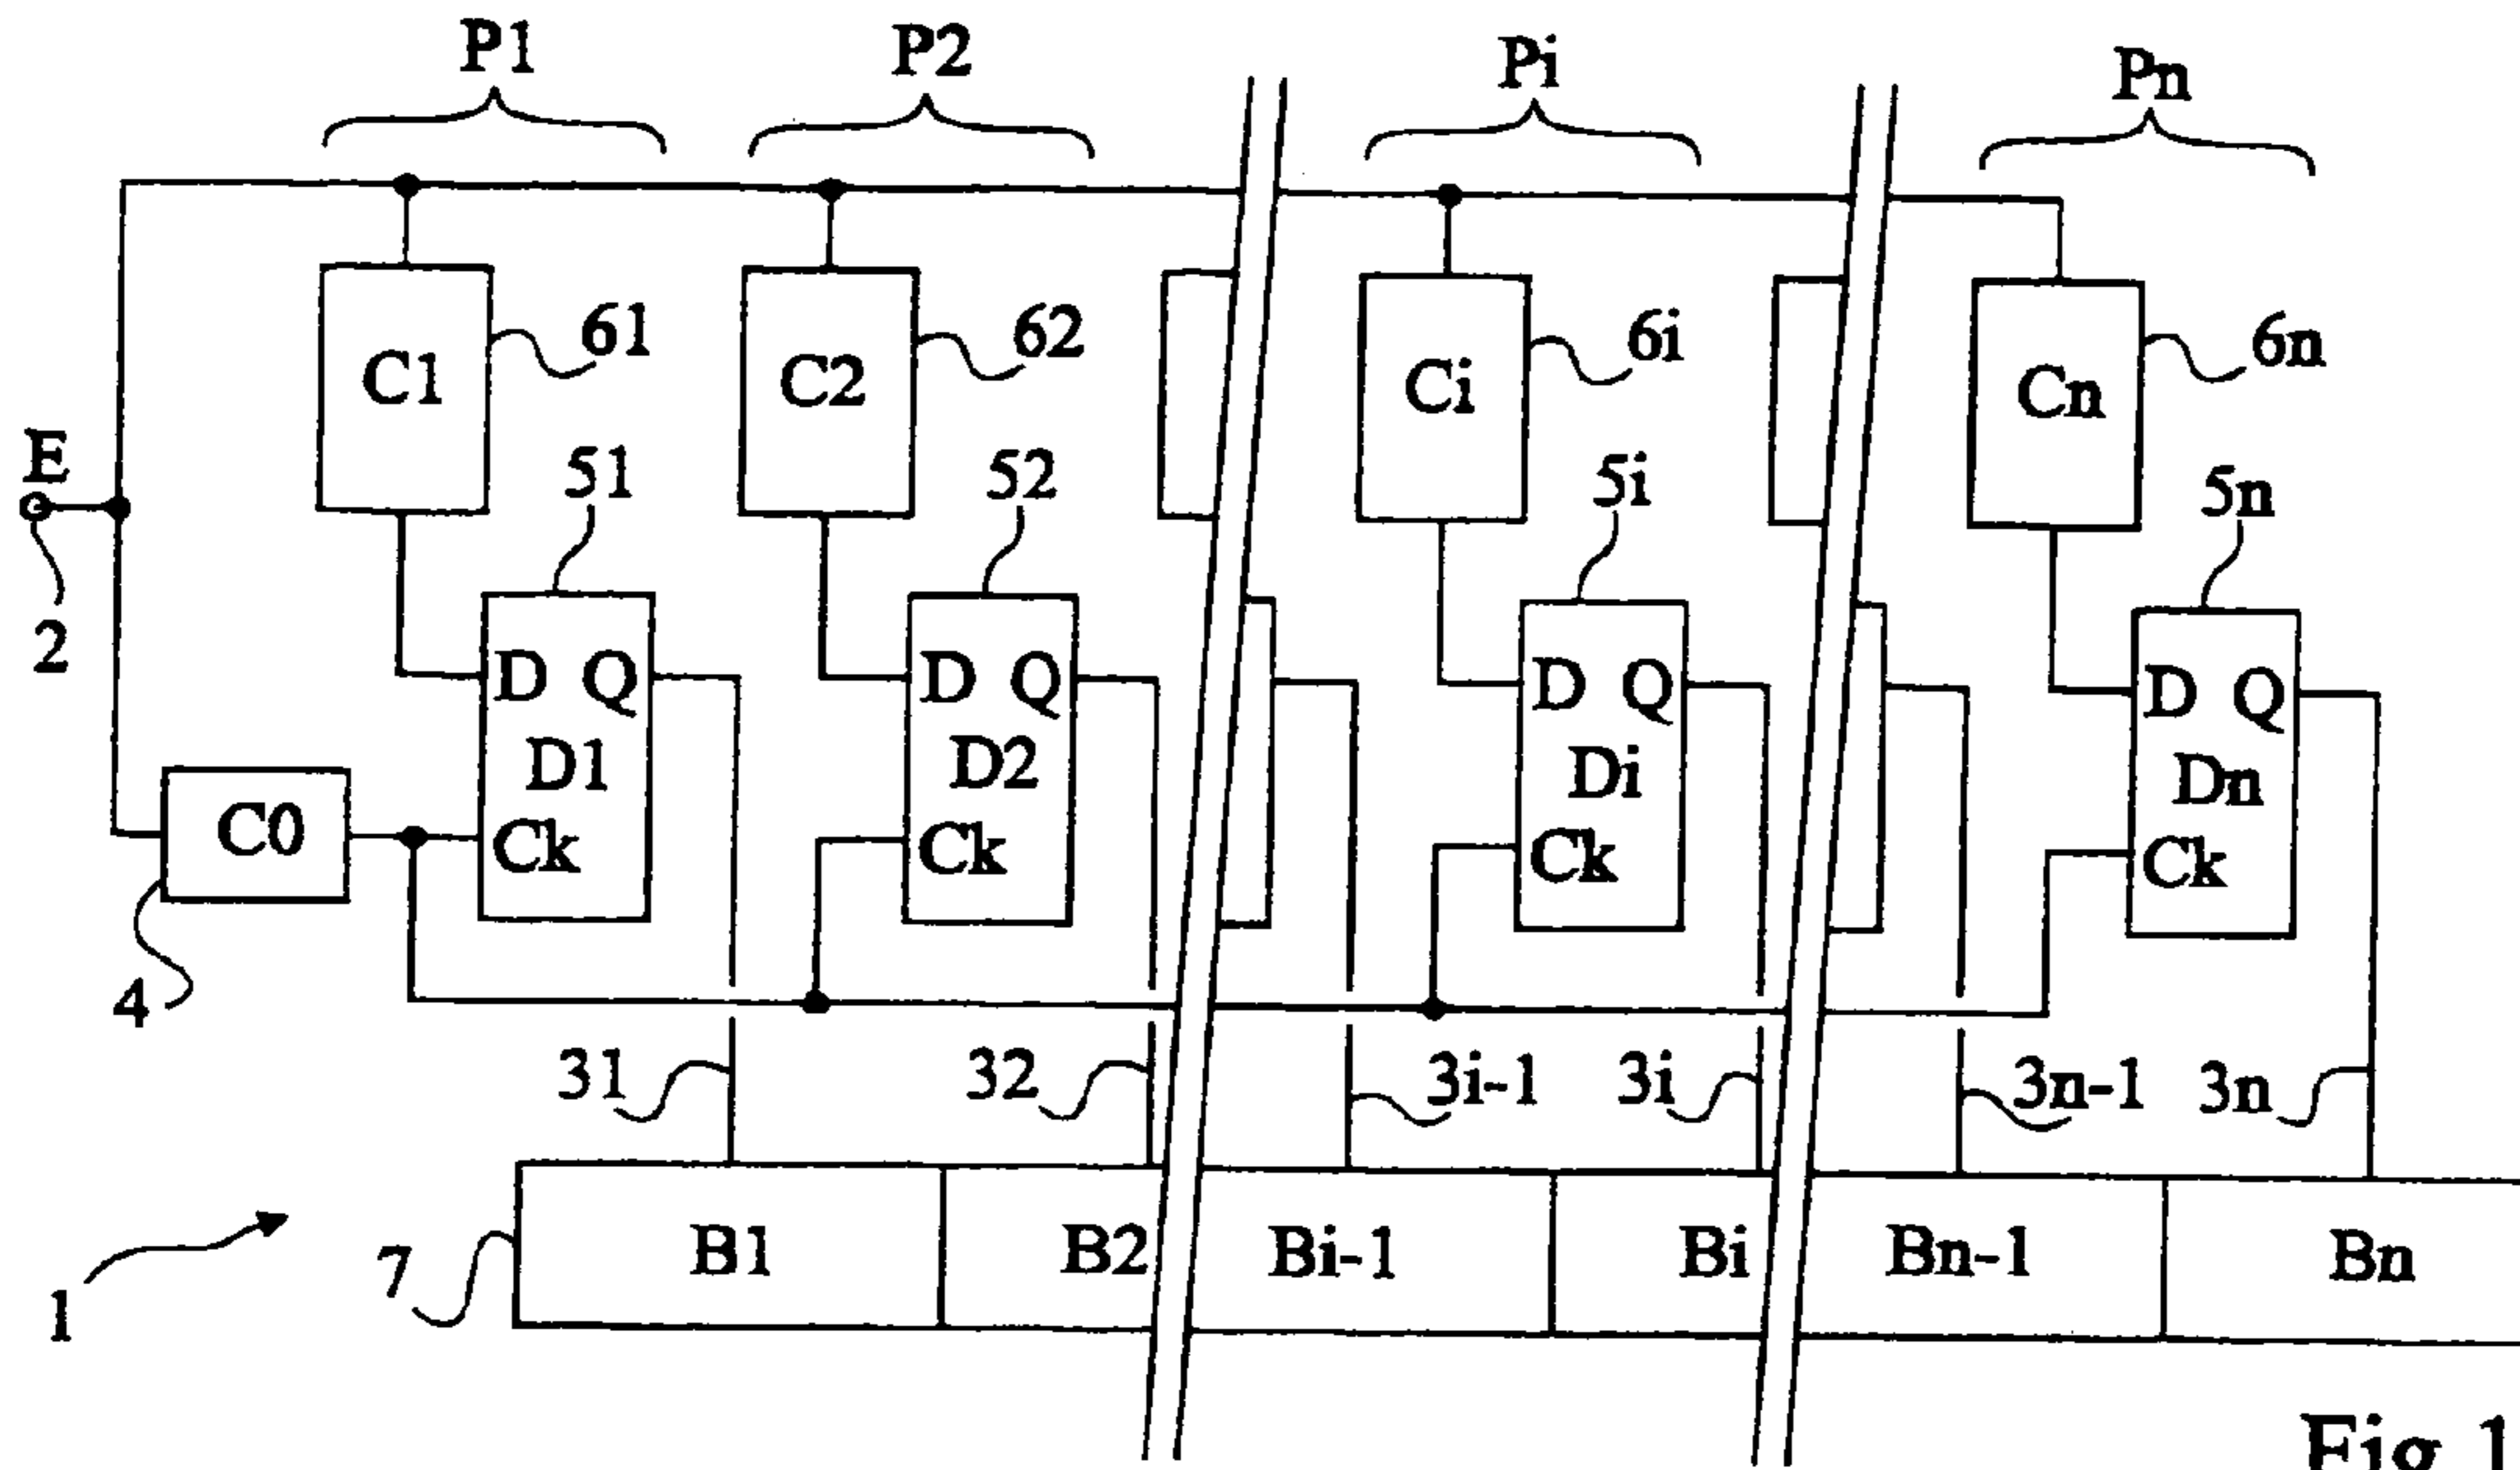 P1 P2 Pi Pn
C1 61 C2 62 Ci 6i Cn 6n
E 51 52 5i 5n
2
D Q D Q D Q D Q
D1 D2 Di Dn
C0 Ck Ck Ck Ck
4
31 32 3i-1 3i 3n-1 3n
7 B1 B2 Bi-1 Bi Bn-1 Bn
1
Fig 1